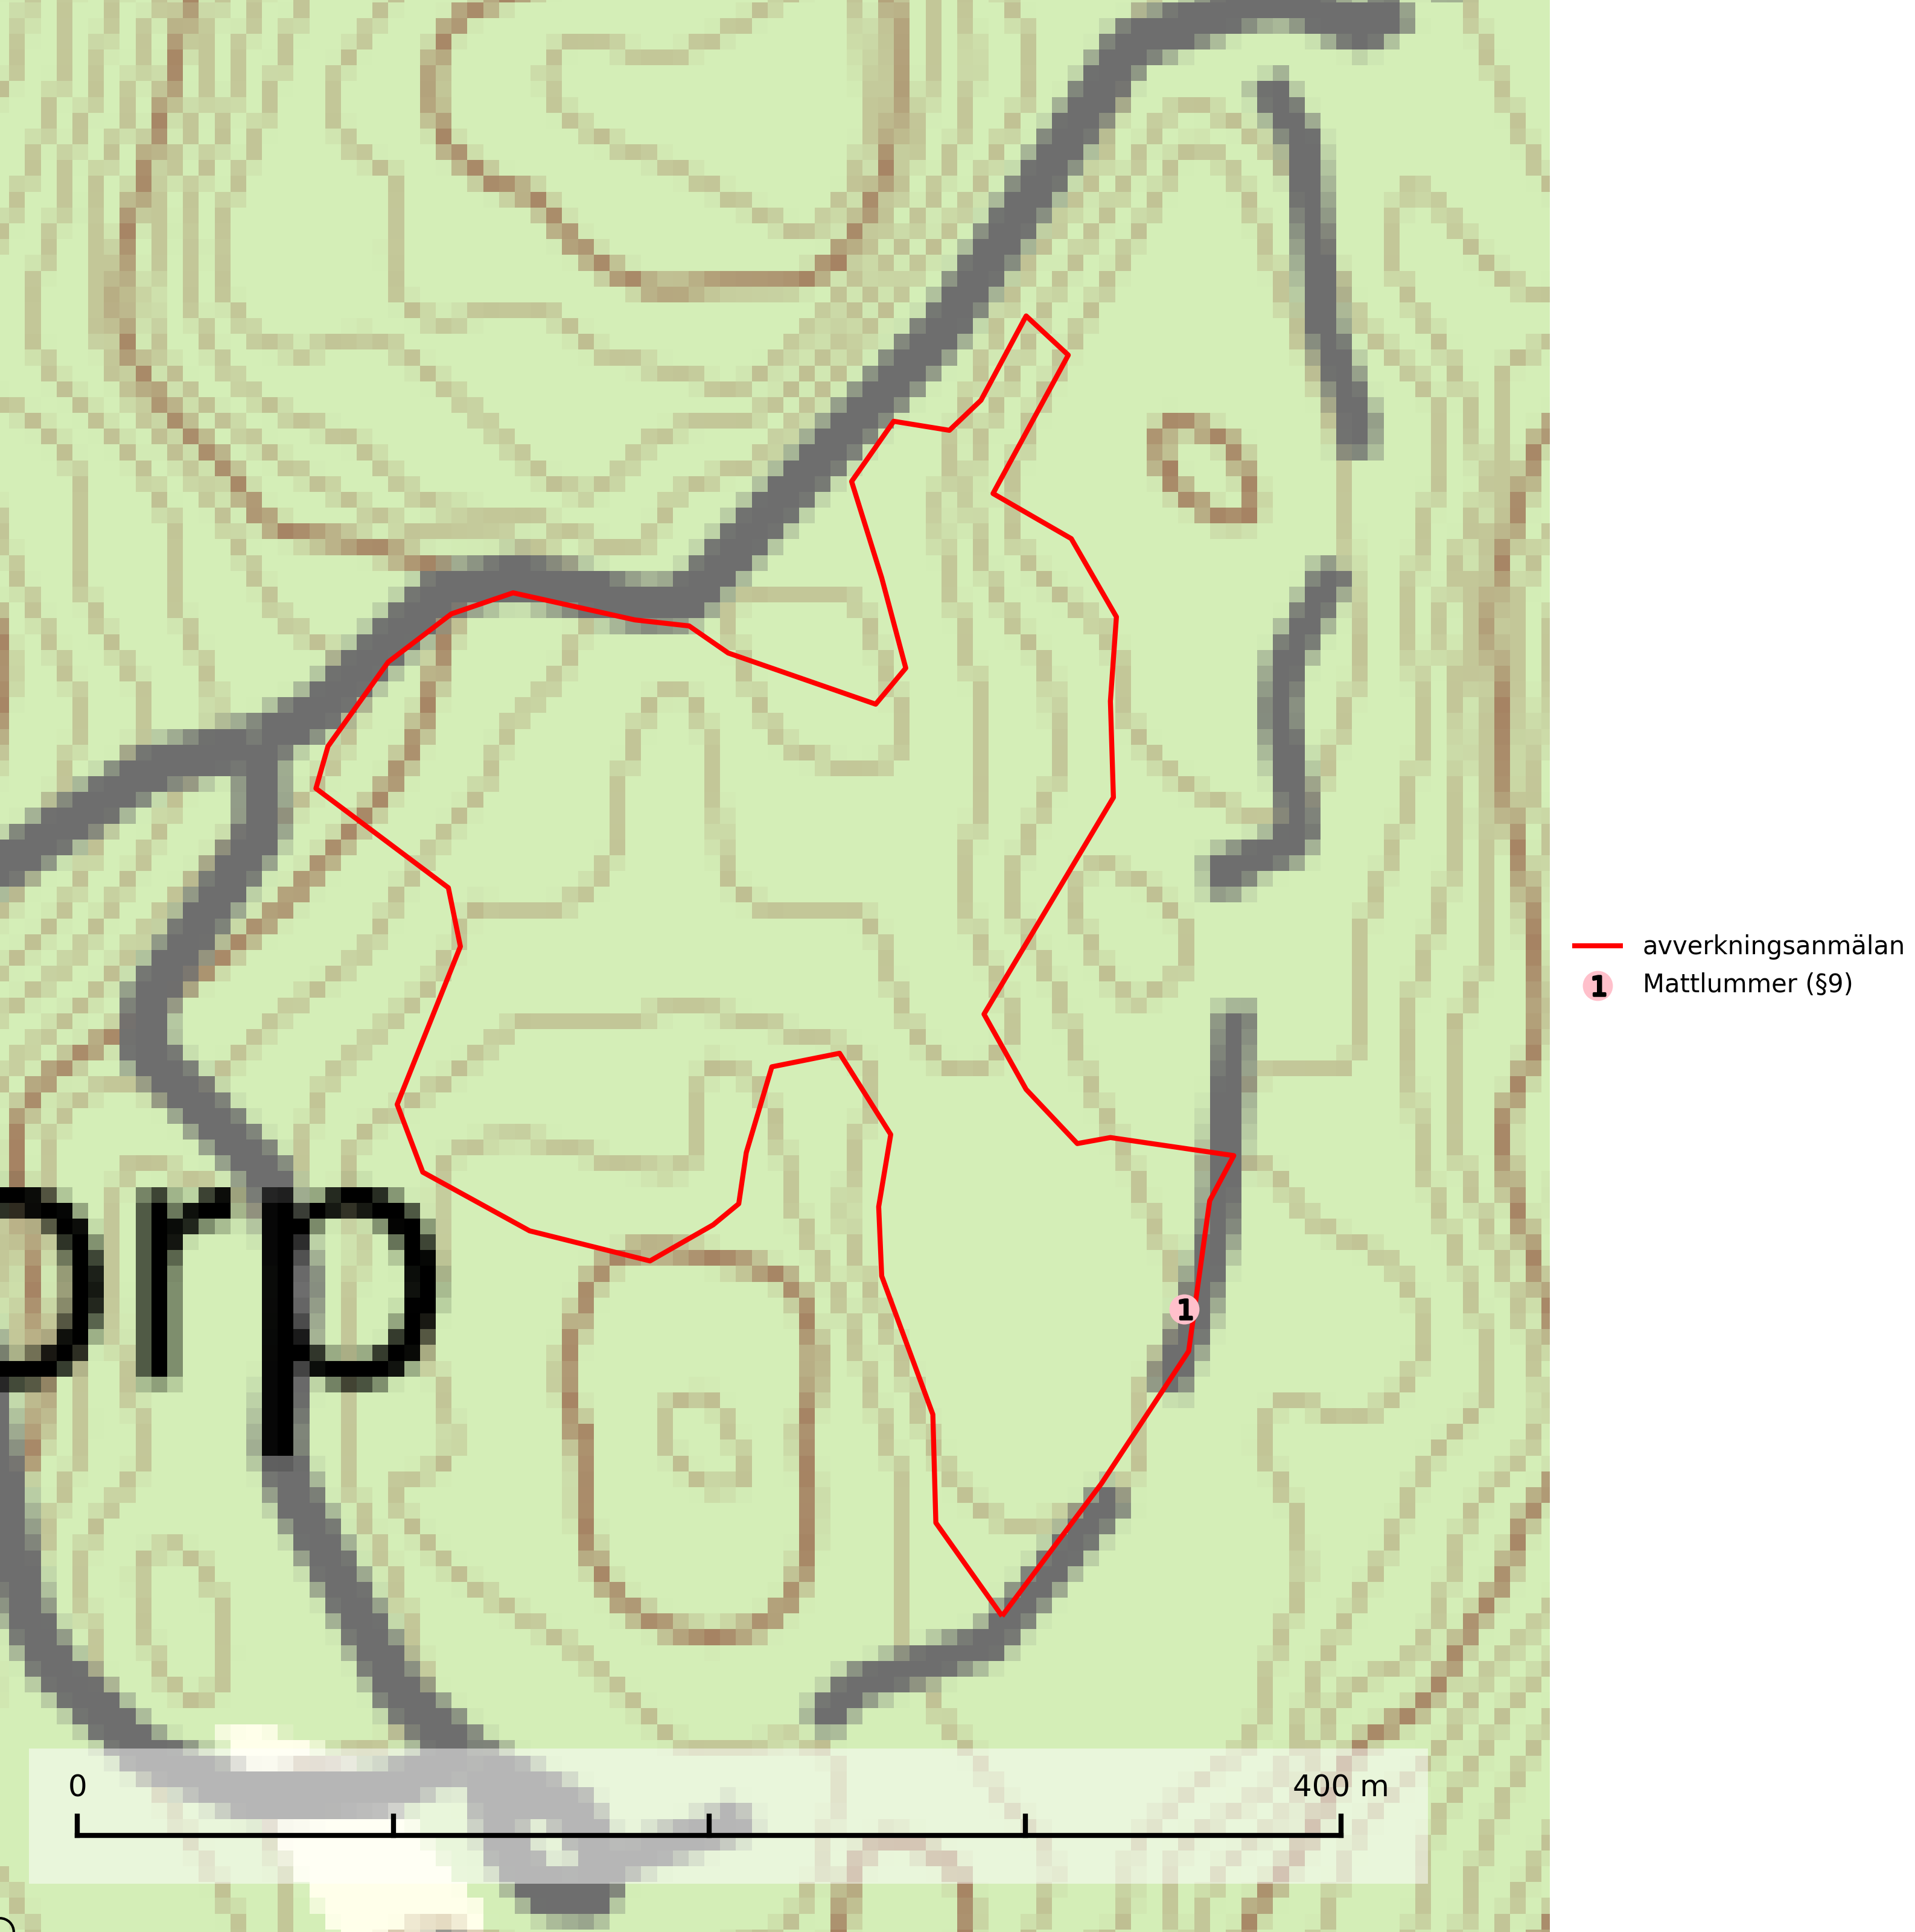 avverkningsanmälan
1 Mattlummer (§9)
1
rp
0 400 m